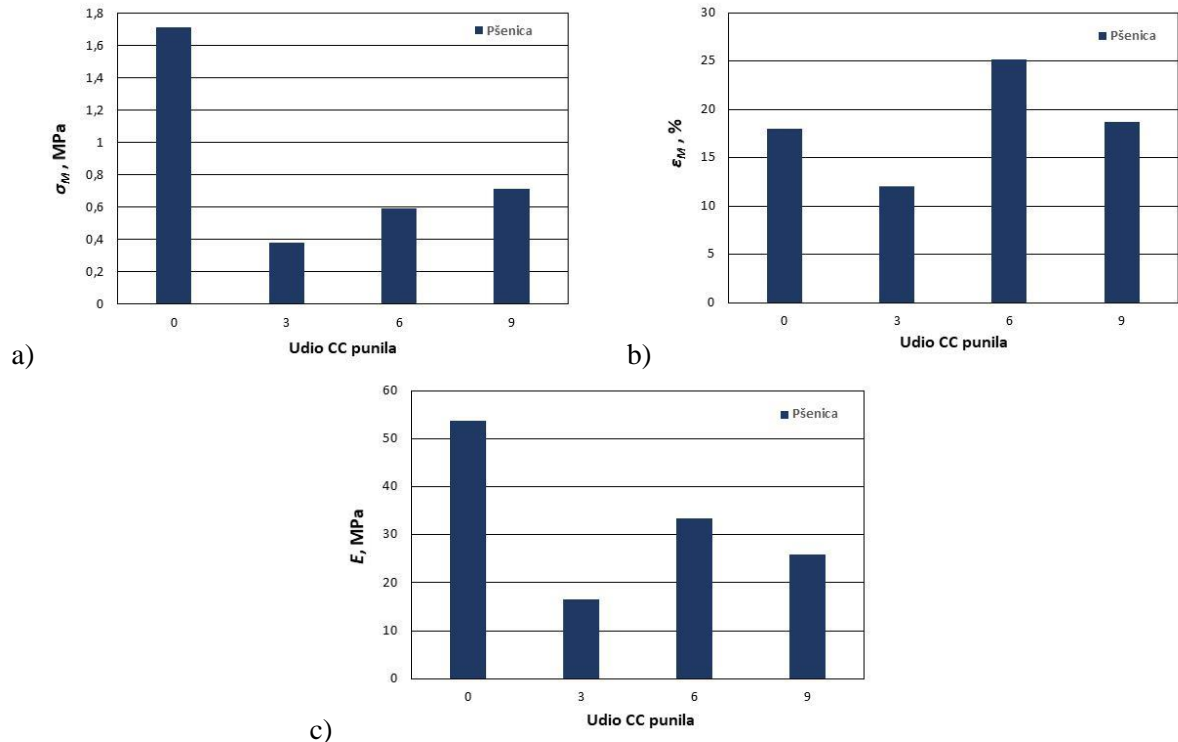 1,8
1,6
1,4
1,2
1
0,8
0,6
0,4
0,2
0
σM , MPa
Pšenica
0 3 6 9
Udio CC punila
a)
30
25
20
15
10
5
0
εM , %
Pšenica
0 3 6 9
Udio CC punila
b)
60
50
40
30
20
10
0
E, MPa
Pšenica
0 3 6 9
Udio CC punila
c)